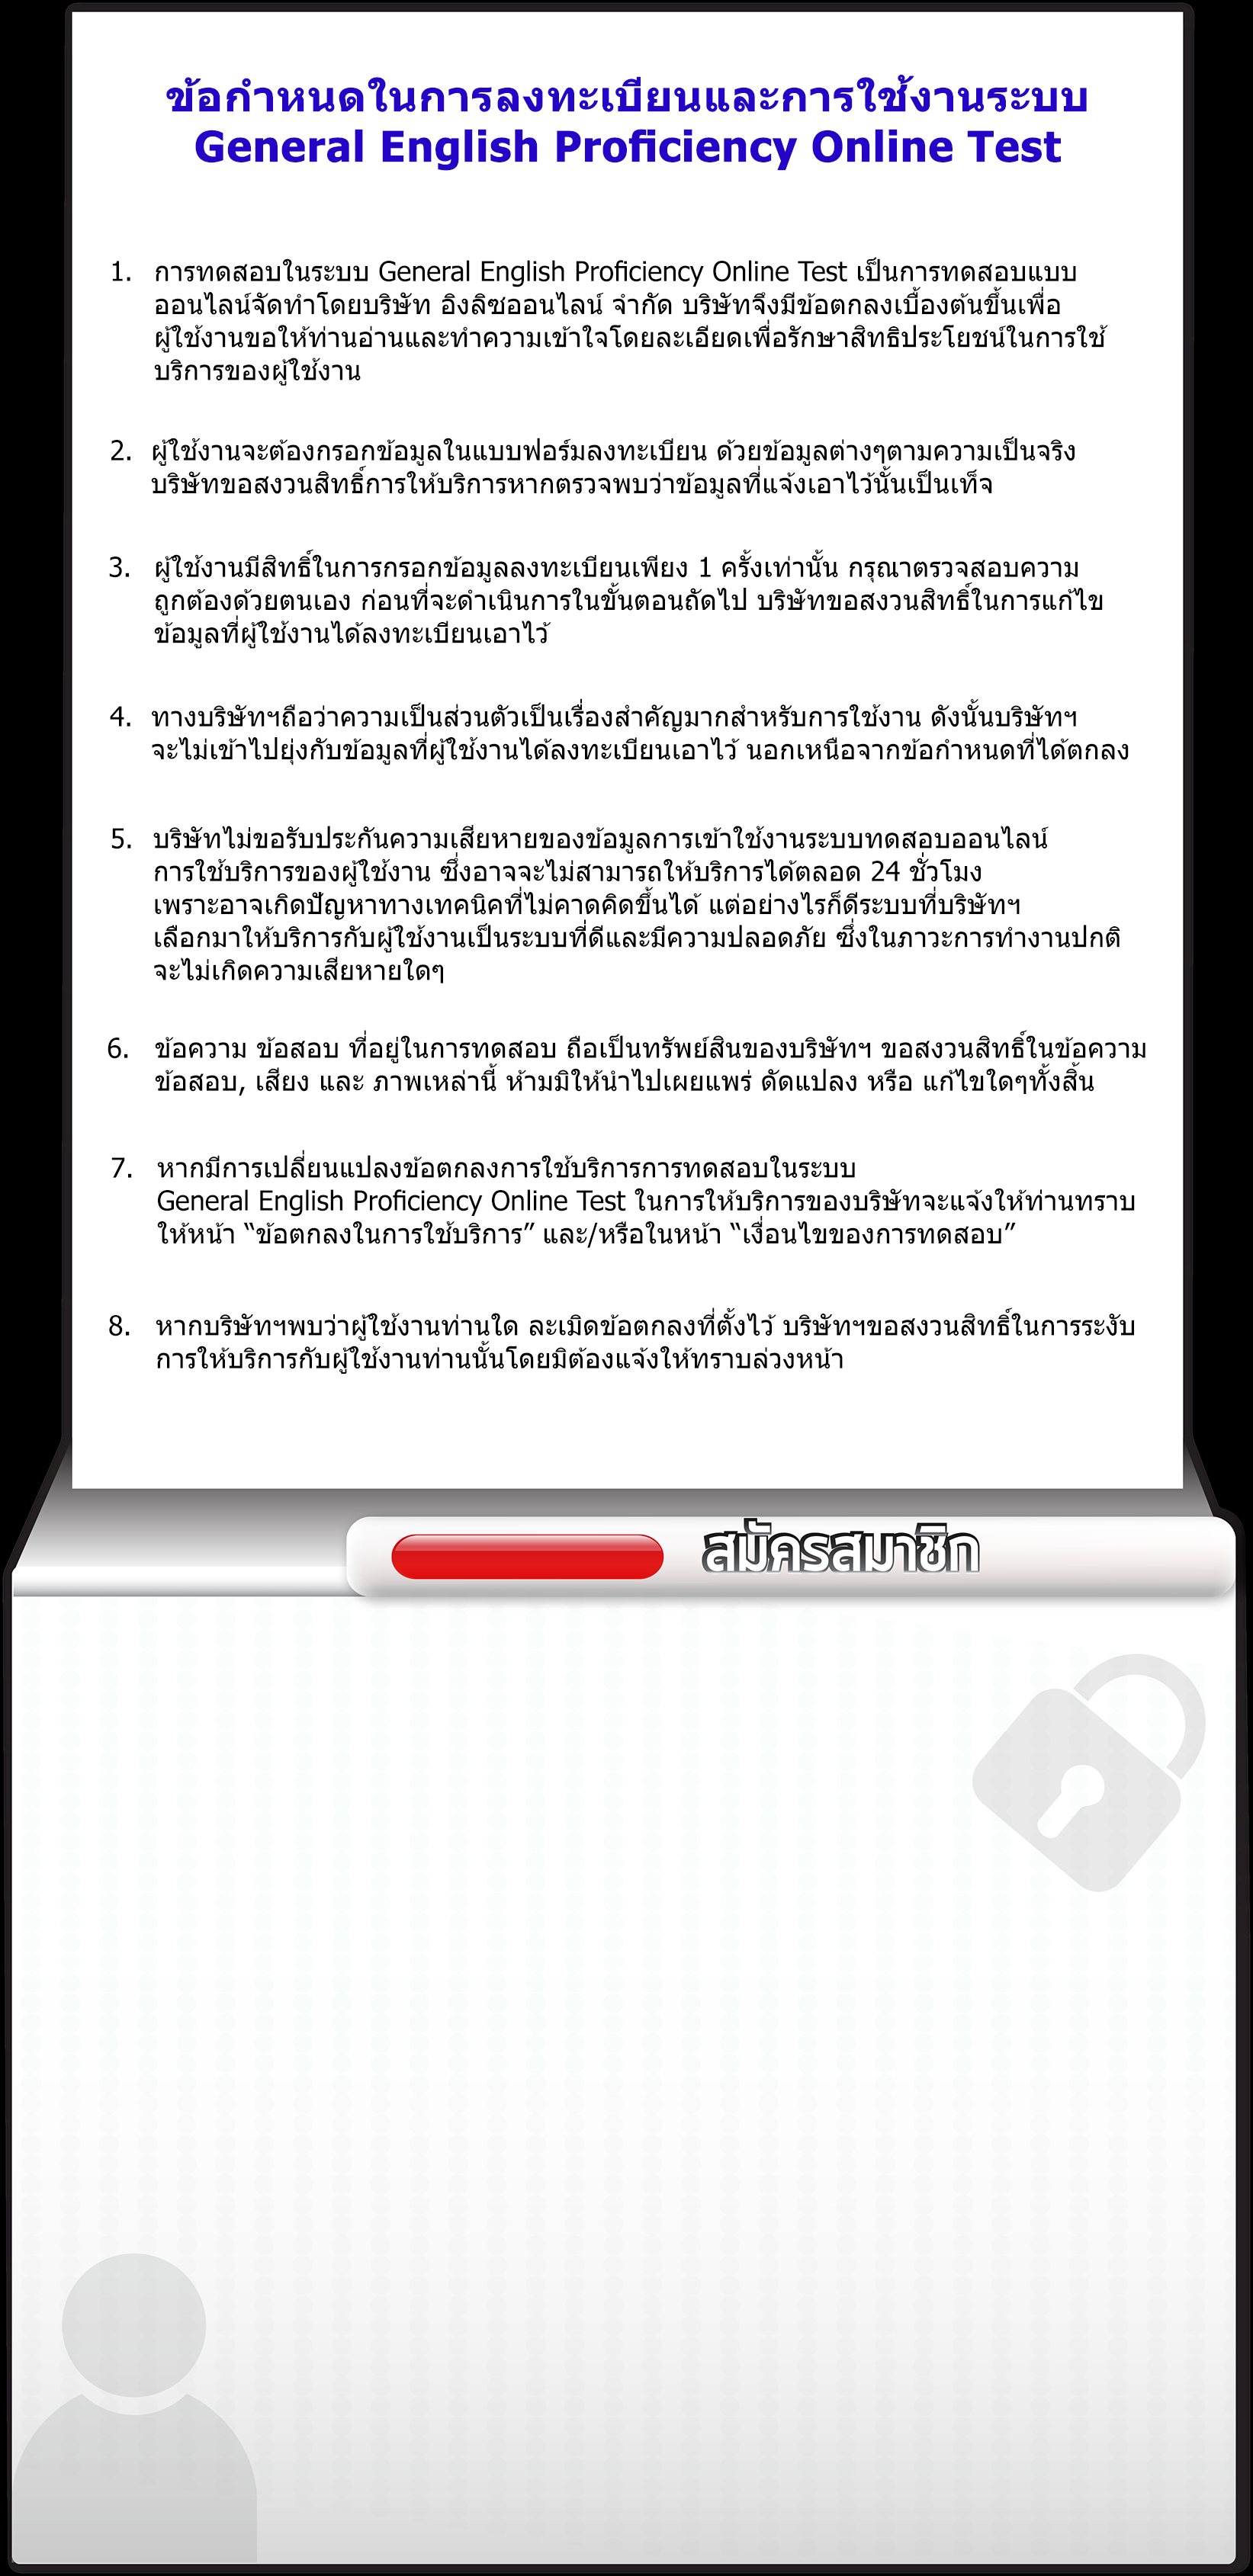 ข้อกำหนดในการลงทะเบียนและการใช้งานระบบ
General English Proficiency Online Test
1. การทดสอบในระบบ General English Proficiency Online Test เป็นการทดสอบแบบ
ออนไลน์จัดทำโดยบริษัท อิงลิชออนไลน์ จำกัด บริษัทจึงมีข้อตกลงเบื้องต้นขึ้นเพื่อ
ผู้ใช้งานขอให้ท่านอ่านและทำความเข้าใจโดยละเอียดเพื่อรักษาสิทธิประโยชน์ในการใช้
บริการของผู้ใช้งาน
2. ผู้ใช้งานจะต้องกรอกข้อมูลในแบบฟอร์มลงทะเบียน ด้วยข้อมูลต่างๆตามความเป็นจริง
บริษัทขอสงวนสิทธิ์การให้บริการหากตรวจพบว่าข้อมูลที่แจ้งเอาไว้นั้นเป็นเท็จ
3. ผู้ใช้งานมีสิทธิ์ในการกรอกข้อมูลลงทะเบียนเพียง 1 ครั้งเท่านั้น กรุณาตรวจสอบความ
ถูกต้องด้วยตนเอง ก่อนที่จะดำเนินการในขั้นตอนถัดไป บริษัทขอสงวนสิทธิ์ในการแก้ไข
ข้อมูลที่ผู้ใช้งานได้ลงทะเบียนเอาไว้
4. ทางบริษัทฯถือว่าความเป็นส่วนตัวเป็นเรื่องสำคัญมากสำหรับการใช้งาน ดังนั้นบริษัทฯ
จะไม่เข้าไปยุ่งกับข้อมูลที่ผู้ใช้งานได้ลงทะเบียนเอาไว้ นอกเหนือจากข้อกำหนดที่ได้ตกลง
5. บริษัทไม่ขอรับประกันความเสียหายของข้อมูลการเข้าใช้งานระบบทดสอบออนไลน์
การใช้บริการของผู้ใช้งาน ซึ่งอาจจะไม่สามารถให้บริการได้ตลอด 24 ชั่วโมง
เพราะอาจเกิดปัญหาทางเทคนิคที่ไม่คาดคิดขึ้นได้ แต่อย่างไรก็ดีระบบที่บริษัทฯ
เลือกมาให้บริการกับผู้ใช้งานเป็นระบบที่ดีและมีความปลอดภัย ซึ่งในภาวะการทำงานปกติ
จะไม่เกิดความเสียหายใดๆ
6. ข้อความ ข้อสอบ ที่อยู่ในการทดสอบ ถือเป็นทรัพย์สินของบริษัทฯ ขอสงวนสิทธิ์ในข้อความ
ข้อสอบ, เสียง และ ภาพเหล่านี้ ห้ามมิให้นำไปเผยแพร่ ดัดแปลง หรือ แก้ไขใดๆทั้งสิ้น
7. หากมีการเปลี่ยนแปลงข้อตกลงการใช้บริการการทดสอบในระบบ
General English Proficiency Online Test ในการให้บริการของบริษัทจะแจ้งให้ท่านทราบ
ให้หน้า “ข้อตกลงในการใช้บริการ” และ/หรือในหน้า “เงื่อนไขของการทดสอบ”
8. หากบริษัทฯพบว่าผู้ใช้งานท่านใด ละเมิดข้อตกลงที่ตั้งไว้ บริษัทฯขอสงวนสิทธิ์ในการระงับ
การให้บริการกับผู้ใช้งานท่านนั้นโดยมิต้องแจ้งให้ทราบล่วงหน้า
สมัครสมาชิก